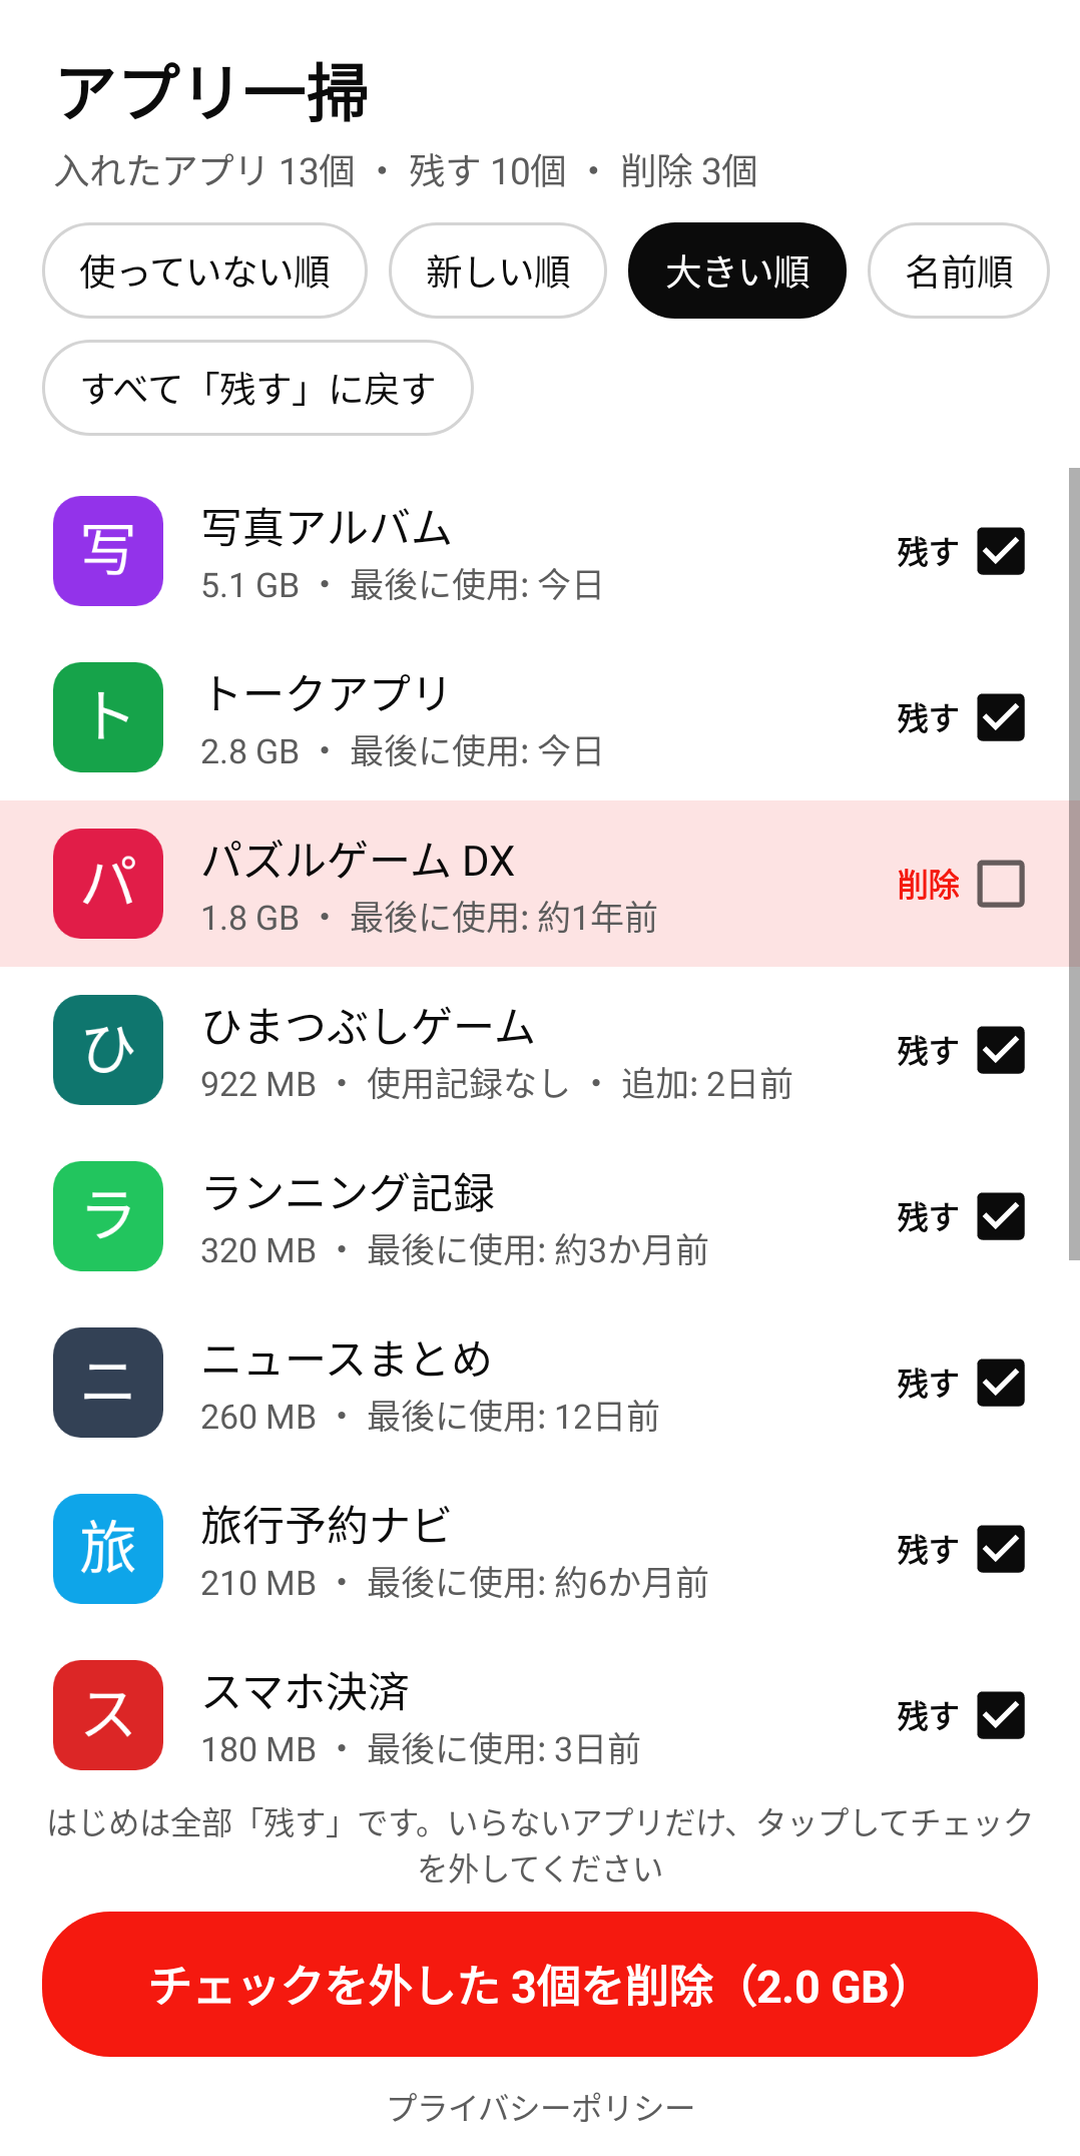 アプリ一掃
入れたアプリ 13個 ・ 残す 10個 ・ 削除 3個
使っていない順
新しい順
大きい順
名前順
すべて「残す」に戻す
写
写真アルバム
5.1 GB ・ 最後に使用: 今日
残す
ト
トークアプリ
2.8 GB ・ 最後に使用: 今日
残す
パ
パズルゲーム DX
1.8 GB ・ 最後に使用: 約1年前
削除
ひ
ひまつぶしゲーム
922 MB ・ 使用記録なし ・ 追加: 2日前
残す
ラ
ランニング記録
320 MB ・ 最後に使用: 約3か月前
残す
ニ
ニュースまとめ
260 MB ・ 最後に使用: 12日前
残す
旅
旅行予約ナビ
210 MB ・ 最後に使用: 約6か月前
残す
ス
スマホ決済
180 MB ・ 最後に使用: 3日前
残す
はじめは全部「残す」です。いらないアプリだけ、タップしてチェック
を外してください
チェックを外した 3個を削除（2.0 GB）
プライバシーポリシー